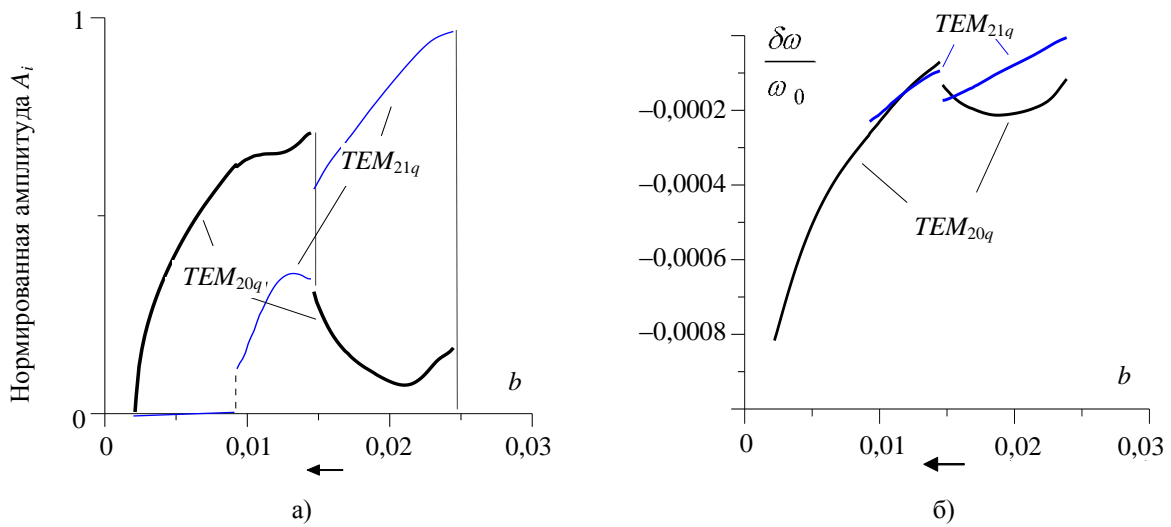 Нормированная амплитуда A_i
1
0
TEM_21q
TEM_20q
b
0
0,01
0,02
0,03
а)
δω
ω_0
TEM_21q
−0,0002
−0,0004
TEM_20q
−0,0006
−0,0008
b
0
0,01
0,02
0,03
б)